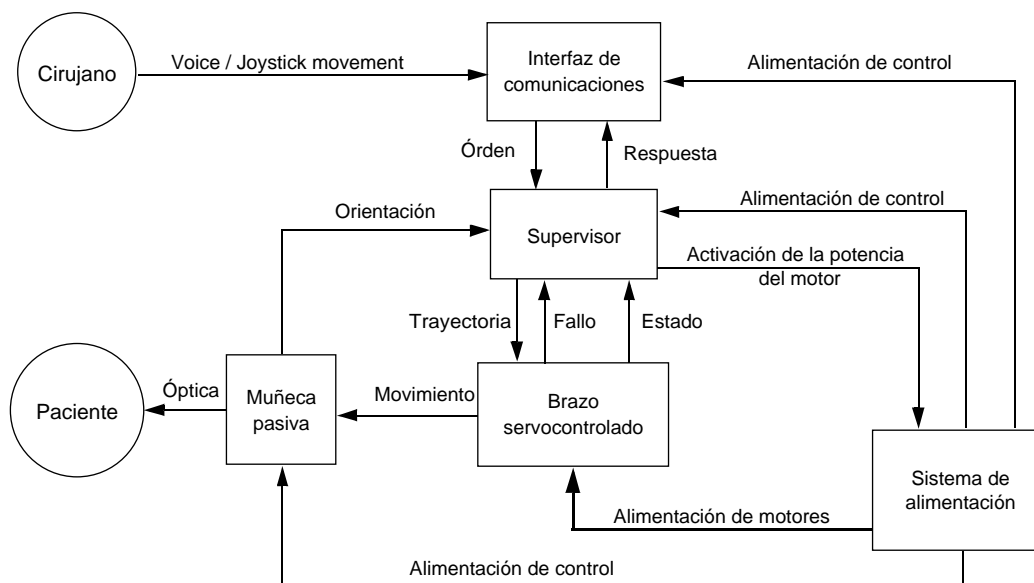 Cirujano
Voice / Joystick movement
Interfaz de
comunicaciones
Alimentación de control
Órden
Respuesta
Orientación
Supervisor
Alimentación de control
Activación de la potencia
del motor
Trayectoria
Fallo
Estado
Paciente
Óptica
Muñeca
pasiva
Movimiento
Brazo
servocontrolado
Sistema de
alimentación
Alimentación de motores
Alimentación de control